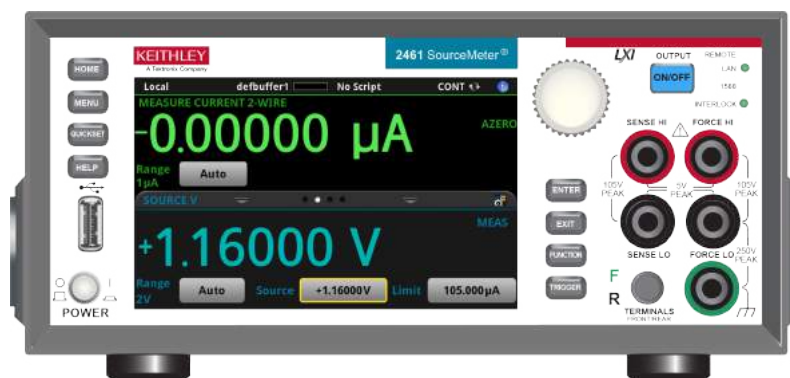 KEITHLEY
A Tektronix Company
2461 SourceMeter®
HOME
MENU
QUICKSET
HELP
POWER
Local defbuffer1 No Script CONT
MEASURE CURRENT 2-WIRE
-0.00000 µA
AZERO
Range Auto
1µA
SOURCE V
+1.16000 V
MEAS
Range Auto Source +1.16000V Limit 105.000µA
2V
ENTER
EXIT
FUNCTION
TRIGGER
LXI OUTPUT REMOTE
ON/OFF
LAN
1588
INTERLOCK
SENSE HI FORCE HI
105V PEAK
5V PEAK
105V PEAK
SENSE LO FORCE LO
250V PEAK
F
R
TERMINALS
FRONT/REAR